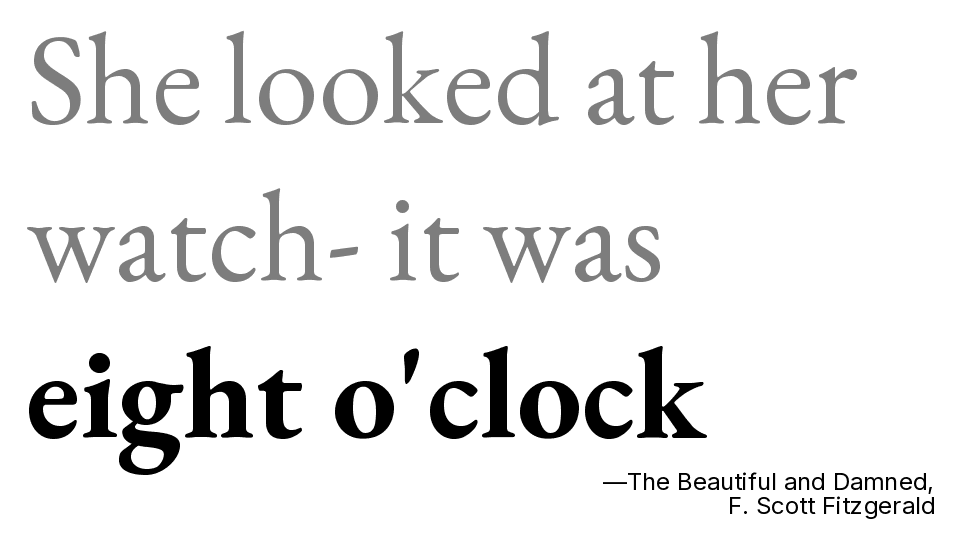 She looked at her
watch- it was
eight o'clock
—The Beautiful and Damned,
F. Scott Fitzgerald